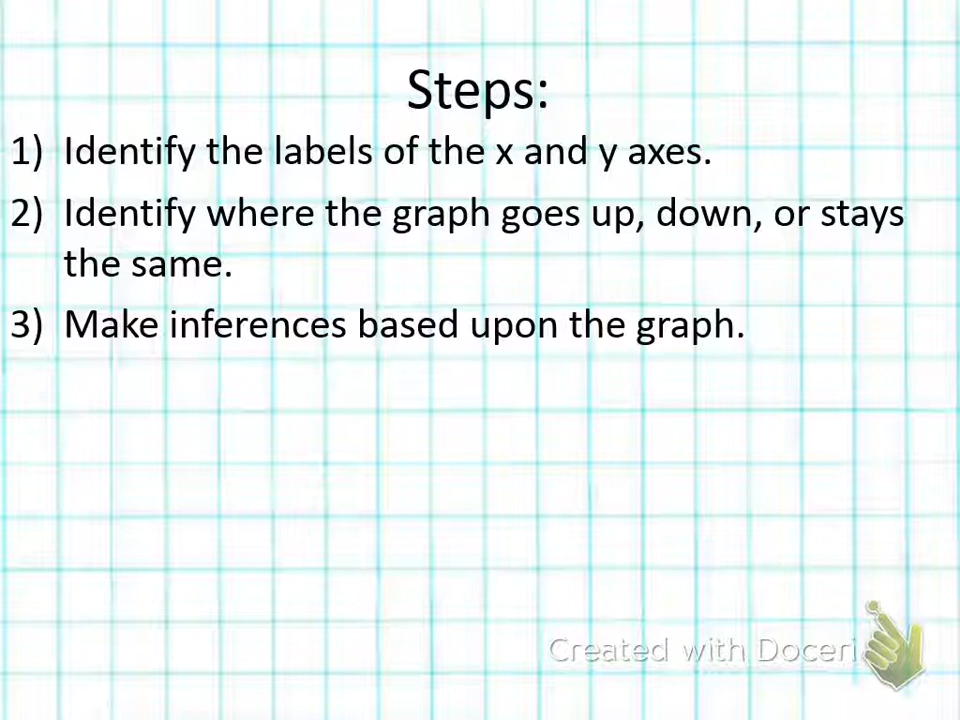 Steps:
1) Identify the labels of the x and y axes.
2) Identify where the graph goes up, down, or stays
the same.
3) Make inferences based upon the graph.
Created with Doceri